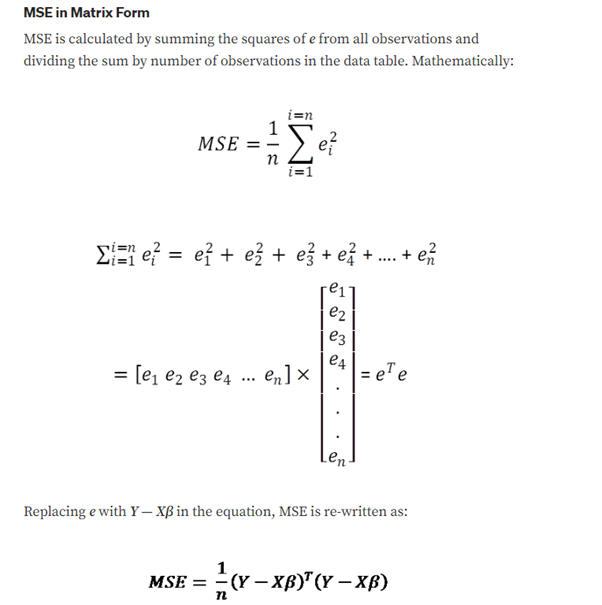 MSE in Matrix Form
MSE is calculated by summing the squares of e from all observations and
dividing the sum by number of observations in the data table. Mathematically:
MSE = \frac{1}{n} \sum_{i=1}^{i=n} e_i^2
\sum_{i=1}^{i=n} e_i^2 = e_1^2 + e_2^2 + e_3^2 + e_4^2 + .... + e_n^2
= [e_1 e_2 e_3 e_4 ... e_n] × \begin{bmatrix} e_1 \\ e_2 \\ e_3 \\ e_4 \\ . \\ . \\ . \\ e_n \end{bmatrix} = e^T e
Replacing e with Y — Xβ in the equation, MSE is re-written as:
MSE = \frac{1}{n} (Y – Xβ)^T (Y – Xβ)